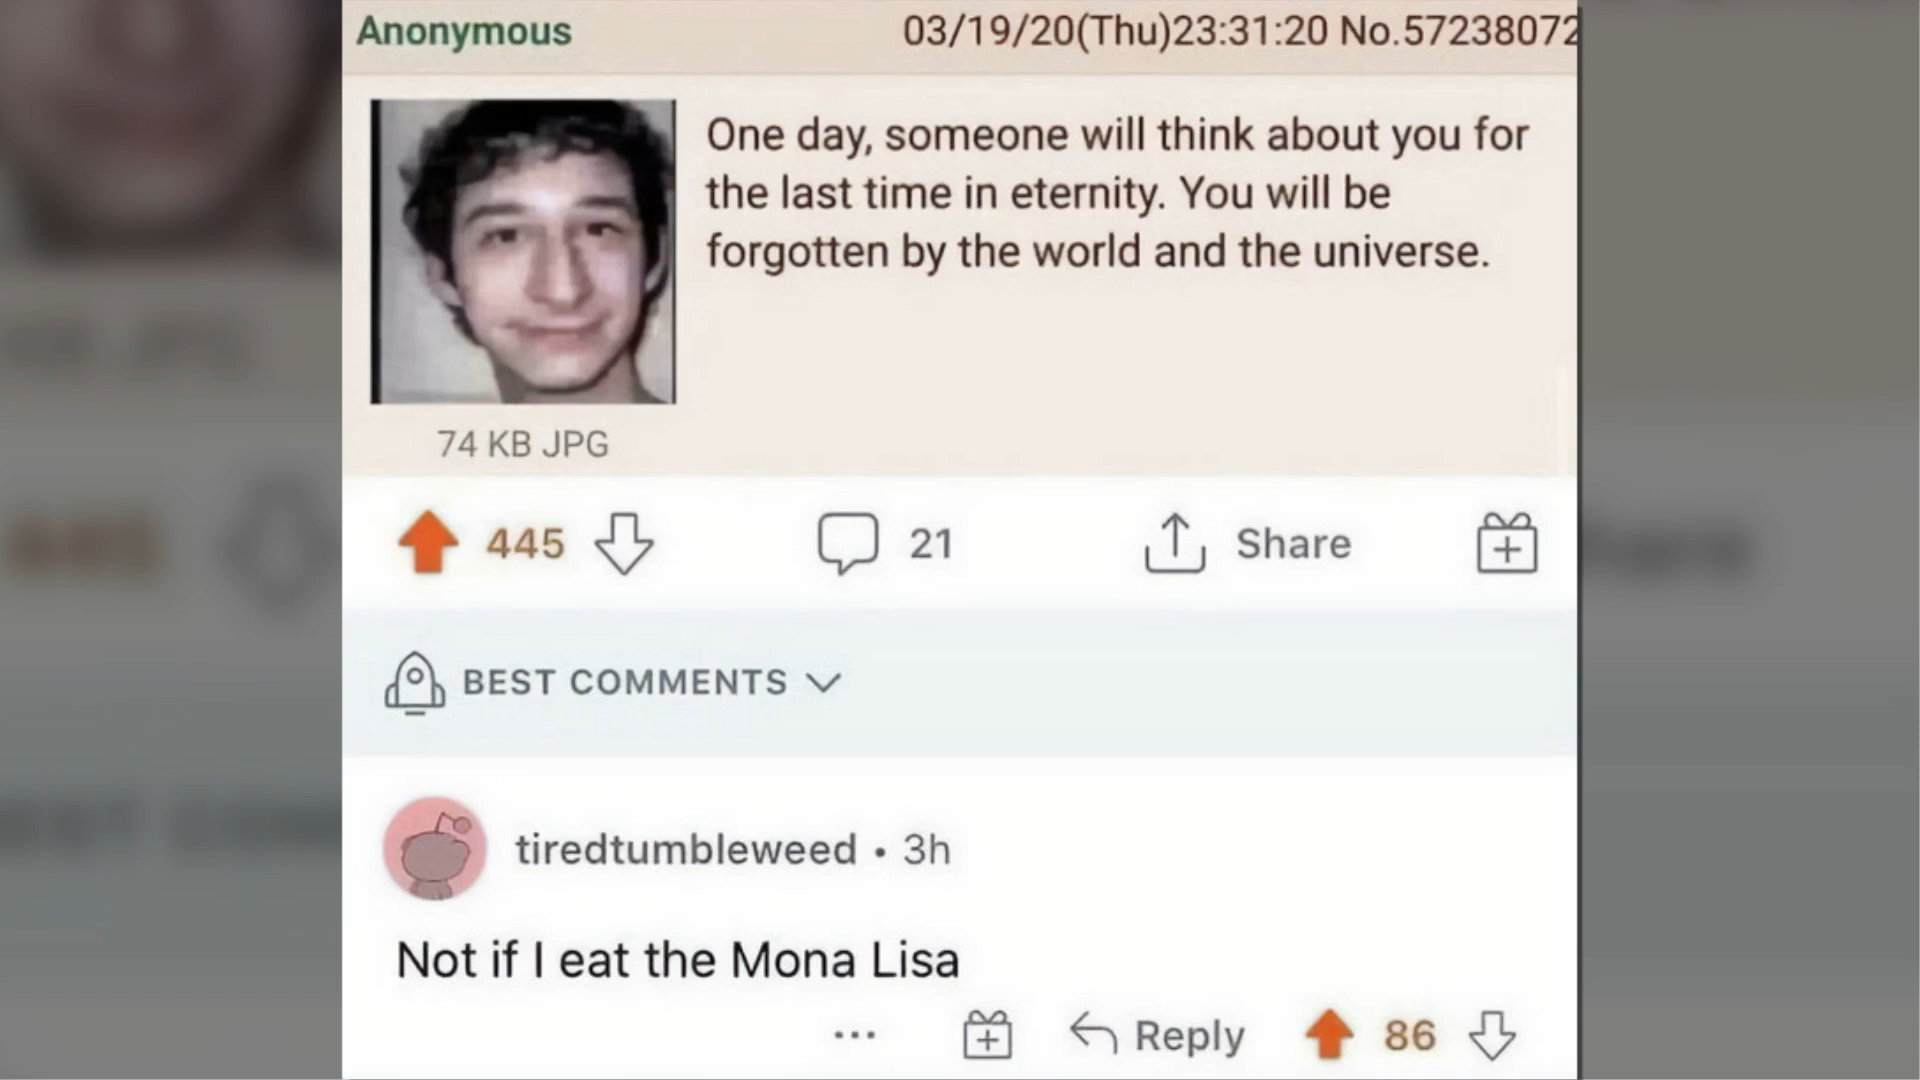 Anonymous 03/19/20(Thu)23:31:20 No.57238072
One day, someone will think about you for
the last time in eternity. You will be
forgotten by the world and the universe.
74 KB JPG
445 21 Share
BEST COMMENTS
tiredtumbleweed • 3h
Not if I eat the Mona Lisa
... Reply 86